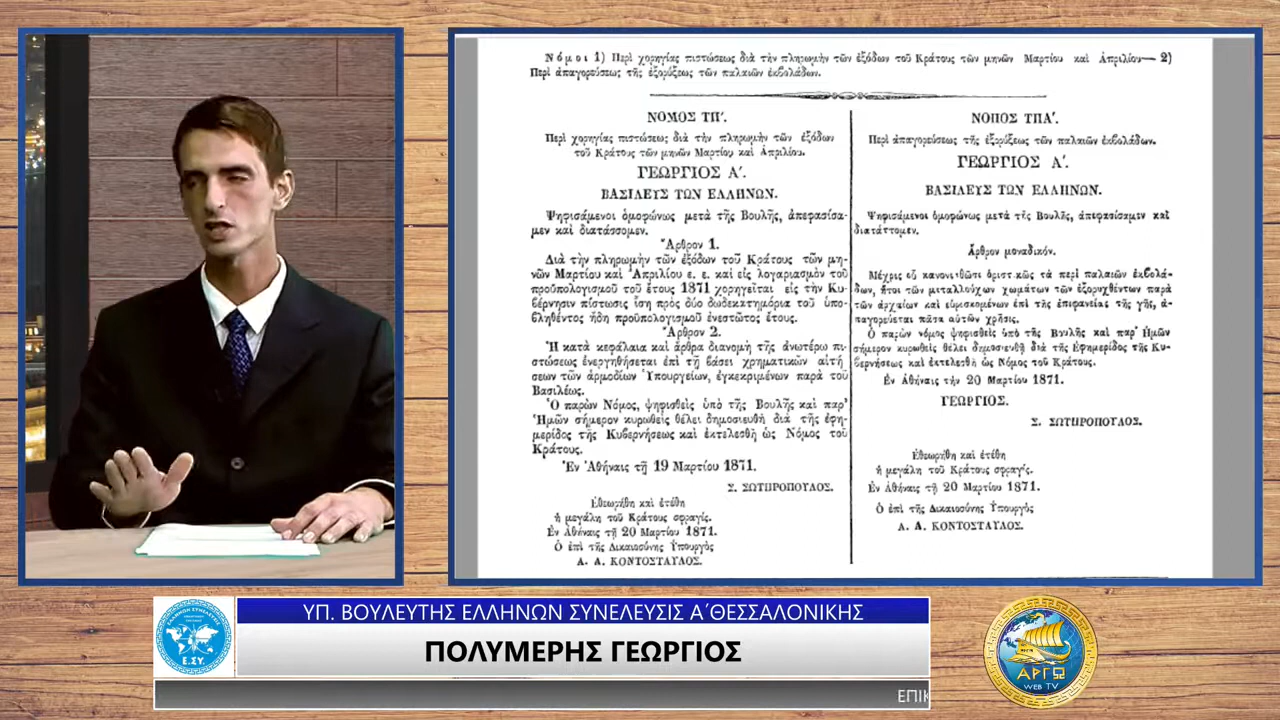 Νόμοι 1) Περὶ χορηγίας πιστώσεως διὰ τὴν πληρωμὴν τῶν ἐξόδων τοῦ Κράτους τῶν μηνῶν Μαρτίου καὶ Ἀπριλίου— 2)
Περὶ ἀπαγορεύσεως τῆς ἐξορύξεως τῶν παλαιῶν ἐκβολάδων.
ΝΟΜΟΣ ΤΠ΄.
Περὶ χορηγίας πιστώσεως διὰ τὴν πληρωμὴν τῶν ἐξόδων
τοῦ Κράτους τῶν μηνῶν Μαρτίου καὶ Ἀπριλίου.
ΓΕΩΡΓΙΟΣ Α΄.
ΒΑΣΙΛΕΥΣ ΤΩΝ ΕΛΛΗΝΩΝ.
Ψηφισάμενοι ὁμοφώνως μετὰ τῆς Βουλῆς, ἀπεφασίσα-
μεν καὶ διατάσσομεν.
Ἄρθρον 1.
Διὰ τὴν πληρωμὴν τῶν ἐξόδων τοῦ Κράτους τῶν μη-
νῶν Μαρτίου καὶ Ἀπριλίου ε. ε. καὶ εἰς λογαριασμὸν τοῦ
προϋπολογισμοῦ τοῦ ἔτους 1871 χορηγεῖται εἰς τὴν Κυ-
βέρνησιν πίστωσις ἴση πρὸς δύο δωδεκατημόρια τοῦ ὑπο-
βληθέντος ἤδη προϋπολογισμοῦ ἐνεστῶτος ἔτους.
Ἄρθρον 2.
Ἡ κατὰ κεφάλαια καὶ ἄρθρα διανομὴ τῆς ἀνωτέρω πι-
στώσεως ἐνεργηθήσεται ἐπὶ τῇ βάσει χρηματικῶν αἰτή
σεων τῶν ἁρμοδίων Ὑπουργείων, ἐγκεκριμένων παρὰ τοῦ
Βασιλέως.
Ὁ παρὼν Νόμος, ψηφισθεὶς ὑπὸ τῆς Βουλῆς καὶ παρ'
Ἡμῶν σήμερον κυρωθεὶς θέλει δημοσιευθῆ διὰ τῆς ἐφη-
μερίδος τῆς Κυβερνήσεως καὶ ἐκτελεσθῆ ὡς Νόμος τοῦ
Κράτους.
Ἐν Ἀθήναις τῇ 19 Μαρτίου 1871.
Σ. ΣΩΤΗΡΟΠΟΥΛΟΣ.
Ἐθεωρήθη καὶ ἐτέθη
ἡ μεγάλη τοῦ Κράτους σφραγίς.
Ἐν Ἀθήναις τῇ 20 Μαρτίου 1871.
Ὁ ἐπὶ τῆς Δικαιοσύνης Ὑπουργὸς
Α. Α. ΚΟΝΤΟΣΤΑΥΛΟΣ.
ΝΟΠΟΣ ΤΠΑ΄.
Περὶ ἀπαγορεύσεως τῆς ἐξορύξεως τῶν παλαιῶν ἐκβολάδων.
ΓΕΩΡΓΙΟΣ Α΄.
ΒΑΣΙΛΕΥΣ ΤΩΝ ΕΛΛΗΝΩΝ.
Ψηφισάμενοι ὁμοφώνως μετὰ τῆς Βουλῆς, ἀπεφασίσαμεν καὶ
διατάττομεν.
Ἄρθρον μοναδικόν.
Μέχρις οὗ κανονισθῶσι ὁριστικῶς τὰ περὶ παλαιῶν ἐκβολά-
δων, ἤτοι τῶν μεταλλούχων χωμάτων τῶν ἐξορυχθέντων παρὰ
τῶν ἀρχαίων καὶ εὑρισκομένων ἐπὶ τῆς ἐπιφανείας τῆς γῆς, ἀ-
παγορεύεται πᾶσα αὐτῶν χρῆσις.
Ὁ παρὼν νόμος ψηφισθεὶς ὑπὸ τῆς Βουλῆς καὶ παρ' Ἡμῶν
σήμερον κυρωθεὶς θέλει δημοσιευθῆ διὰ τῆς Ἐφημερίδος τῆς Κυ-
βερνήσεως καὶ ἐκτελεσθῆ ὡς Νόμος τοῦ Κράτους.
Ἐν Ἀθήναις τὴν 20 Μαρτίου 1871.
ΓΕΩΡΓΙΟΣ.
Σ. ΣΩΤΗΡΟΠΟΥΛΟΣ.
Ἐθεωρήθη καὶ ἐτέθη
ἡ μεγάλη τοῦ Κράτους σφραγίς.
Ἐν Ἀθήναις τῇ 20 Μαρτίου 1871.
Ὁ ἐπὶ τῆς Δικαιοσύνης Ὑπουργὸς
Α. Α. ΚΟΝΤΟΣΤΑΥΛΟΣ.
ΥΠ. ΒΟΥΛΕΥΤΗΣ ΕΛΛΗΝΩΝ ΣΥΝΕΛΕΥΣΙΣ Α΄ΘΕΣΣΑΛΟΝΙΚΗΣ
ΠΟΛΥΜΕΡΗΣ ΓΕΩΡΓΙΟΣ
ΕΛΛΗΝΩΝ ΣΥΝΕΛΕΥΣΙΣ
Ε.ΣΥ.
ΑΡΓΩ
WEB TV
ΕΠΙΚ